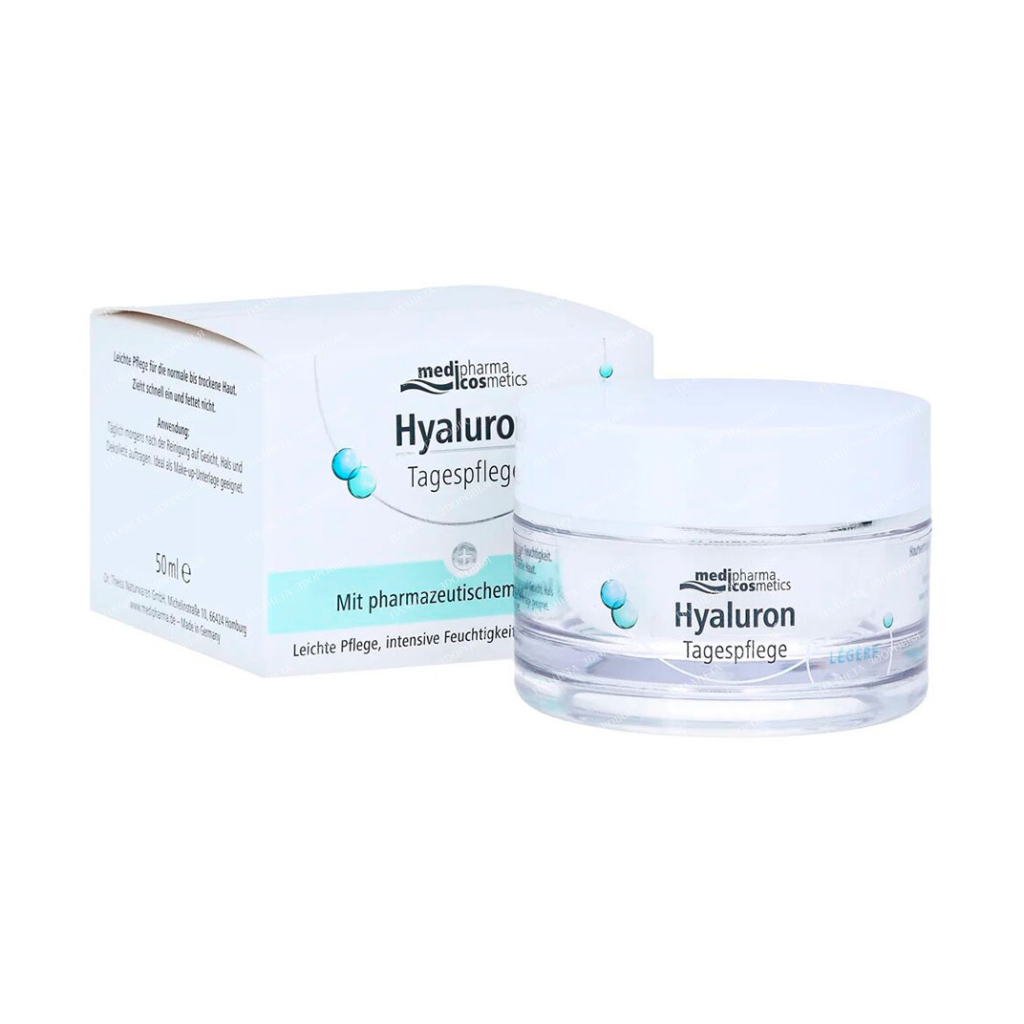 Leichte Pflege für die normale bis trockene Haut.
Zieht schnell ein und fettet nicht.
Anwendung:
Täglich morgens nach der Reinigung auf Gesicht, Hals und
Dekolleté auftragen. Ideal als Make-up-Unterlage geeignet.
50 ml e
Dr. Theiss Naturwaren GmbH, Michelinstraße 10, 66424 Homburg
www.medipharma.de – Made in Germany
medipharma
cosmetics
Hyaluron
Tagespflege
Mit pharmazeutischem
Leichte Pflege, intensive Feuchtigkeit
medipharma
cosmetics
Hyaluron
Tagespflege
LÉGÈRE
Feuchtigkeit
Haut.